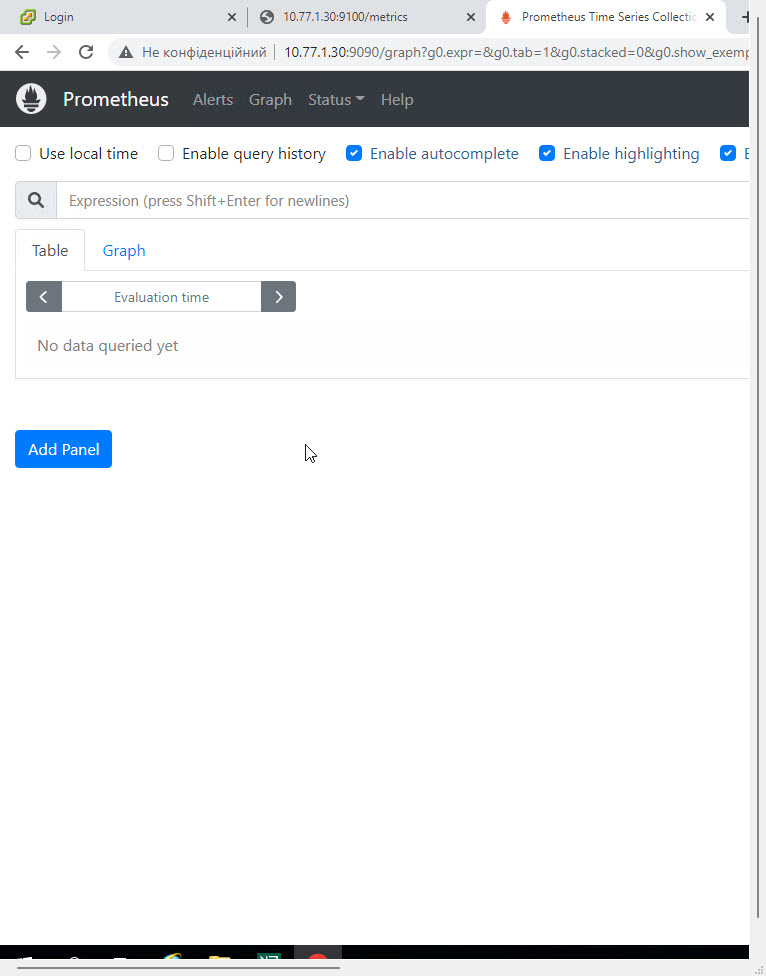 Login
10.77.1.30:9100/metrics
Prometheus Time Series Collectic
Не конфіденційний
10.77.1.30:9090/graph?g0.expr=&g0.tab=1&g0.stacked=0&g0.show_exemp
Prometheus Alerts Graph Status Help
Use local time Enable query history Enable autocomplete Enable highlighting
Expression (press Shift+Enter for newlines)
Table Graph
Evaluation time
No data queried yet
Add Panel